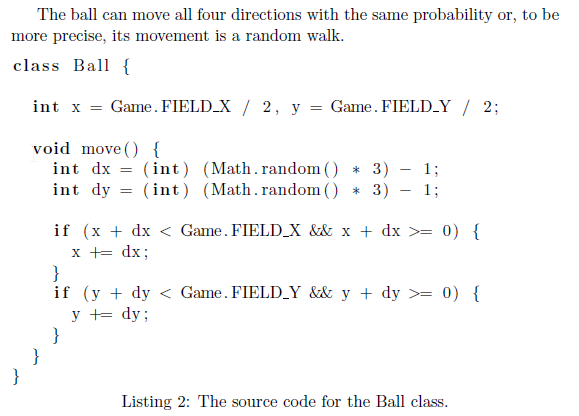 The Ball can move all four directions with the same probability or, to be
more precise, its movement is a random walk.
class Ball {
int x = Game.FIELD_X / 2, y = Game.FIELD_Y / 2;
void move() {
int dx = (int) (Math.random() * 3) − 1;
int dy = (int) (Math.random() * 3) − 1;
if (x + dx < Game.FIELD_X && x + dx >= 0) {
x += dx;
}
if (y + dy < Game.FIELD_Y && y + dy >= 0) {
y += dy;
}
}
}
Listing 2: The source code for the Ball class.